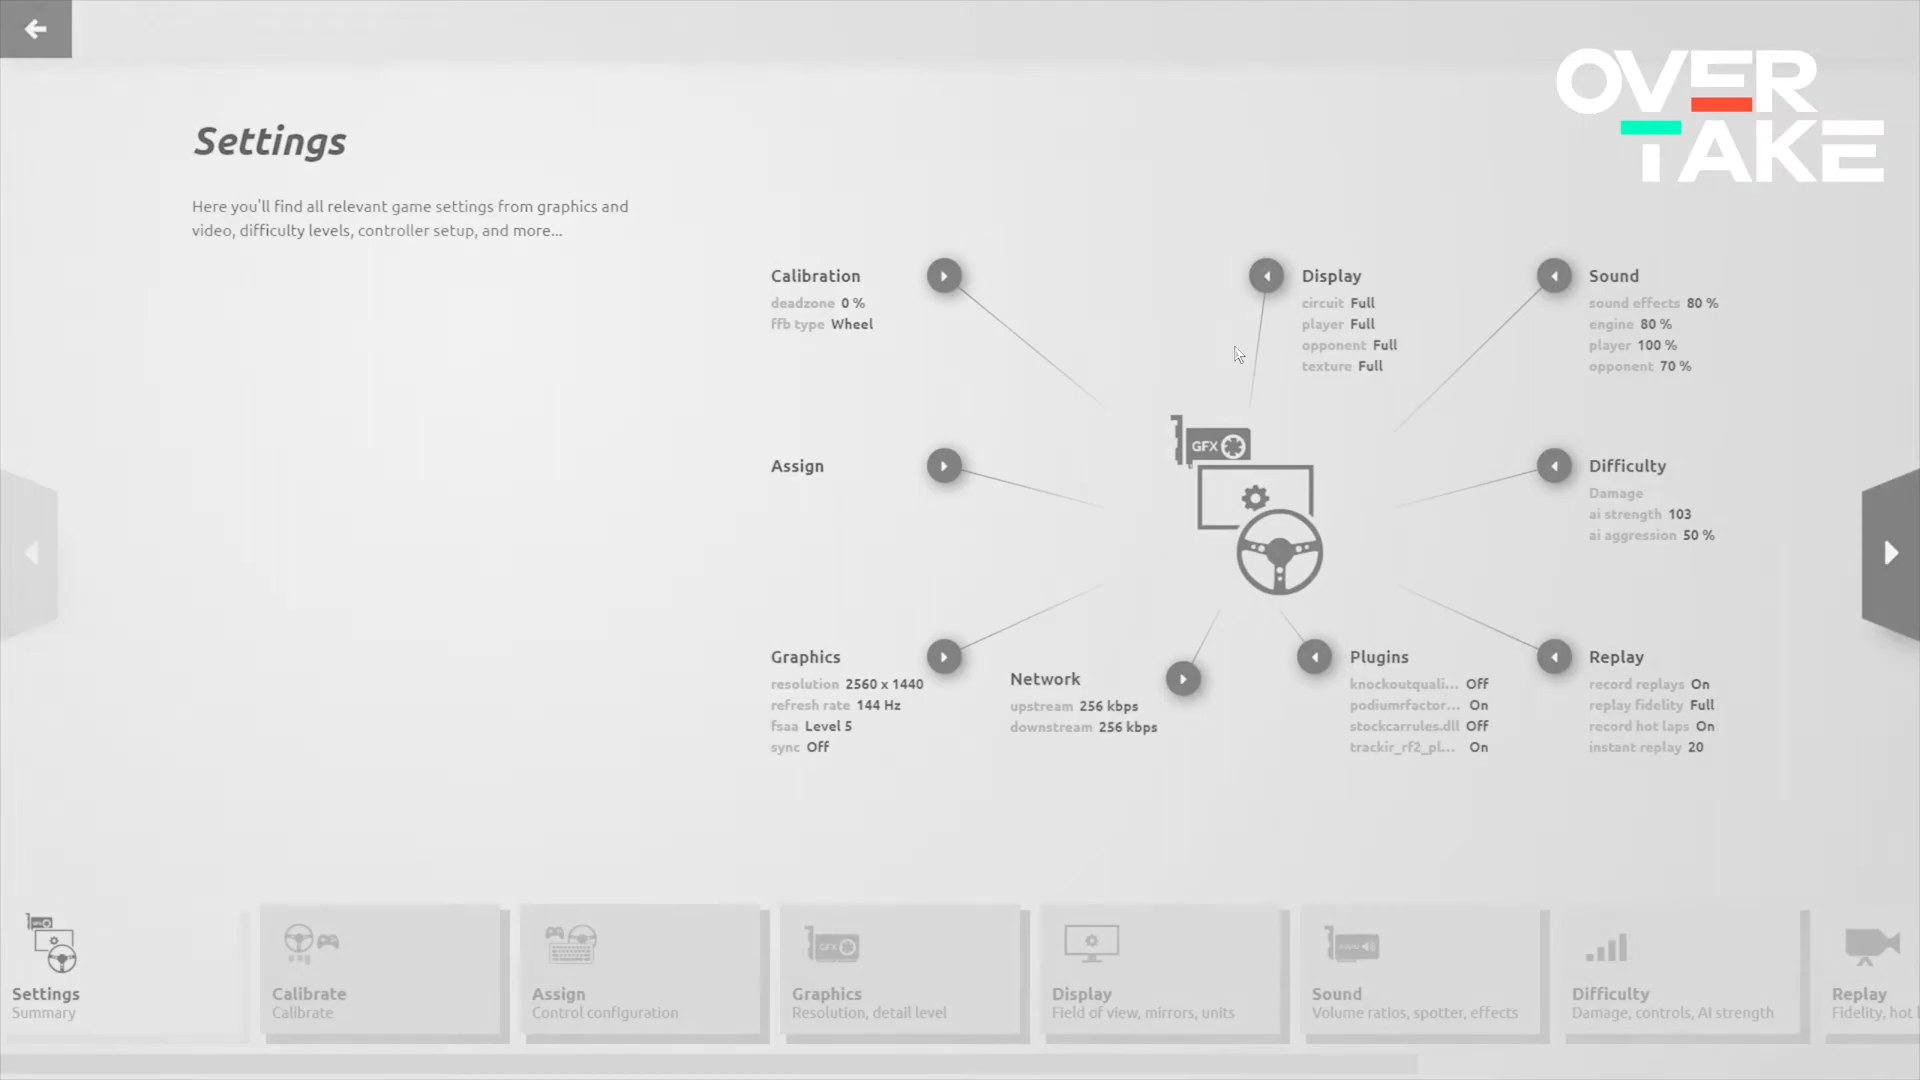 OVER
TAKE
Settings
Here you'll find all relevant game settings from graphics and
video, difficulty levels, controller setup, and more...
Calibration
deadzone 0 %
ffb type Wheel
Display
circuit Full
player Full
opponent Full
texture Full
Sound
sound effects 80 %
engine 80 %
player 100 %
opponent 70 %
GFX
Assign
Difficulty
Damage
ai strength 103
ai aggression 50 %
Graphics
resolution 2560 x 1440
refresh rate 144 Hz
fsaa Level 5
sync Off
Network
upstream 256 kbps
downstream 256 kbps
Plugins
knockoutquali... Off
podiumrfactor... On
stockcarrules.dll Off
trackir_rf2_pl... On
Replay
record replays On
replay fidelity Full
record hot laps On
instant replay 20
Settings
Summary
Calibrate
Calibrate
Assign
Control configuration
GFX
Graphics
Resolution, detail level
Display
Field of view, mirrors, units
Sound
Volume ratios, spotter, effects
Difficulty
Damage, controls, AI strength
Replay
Fidelity, hot l